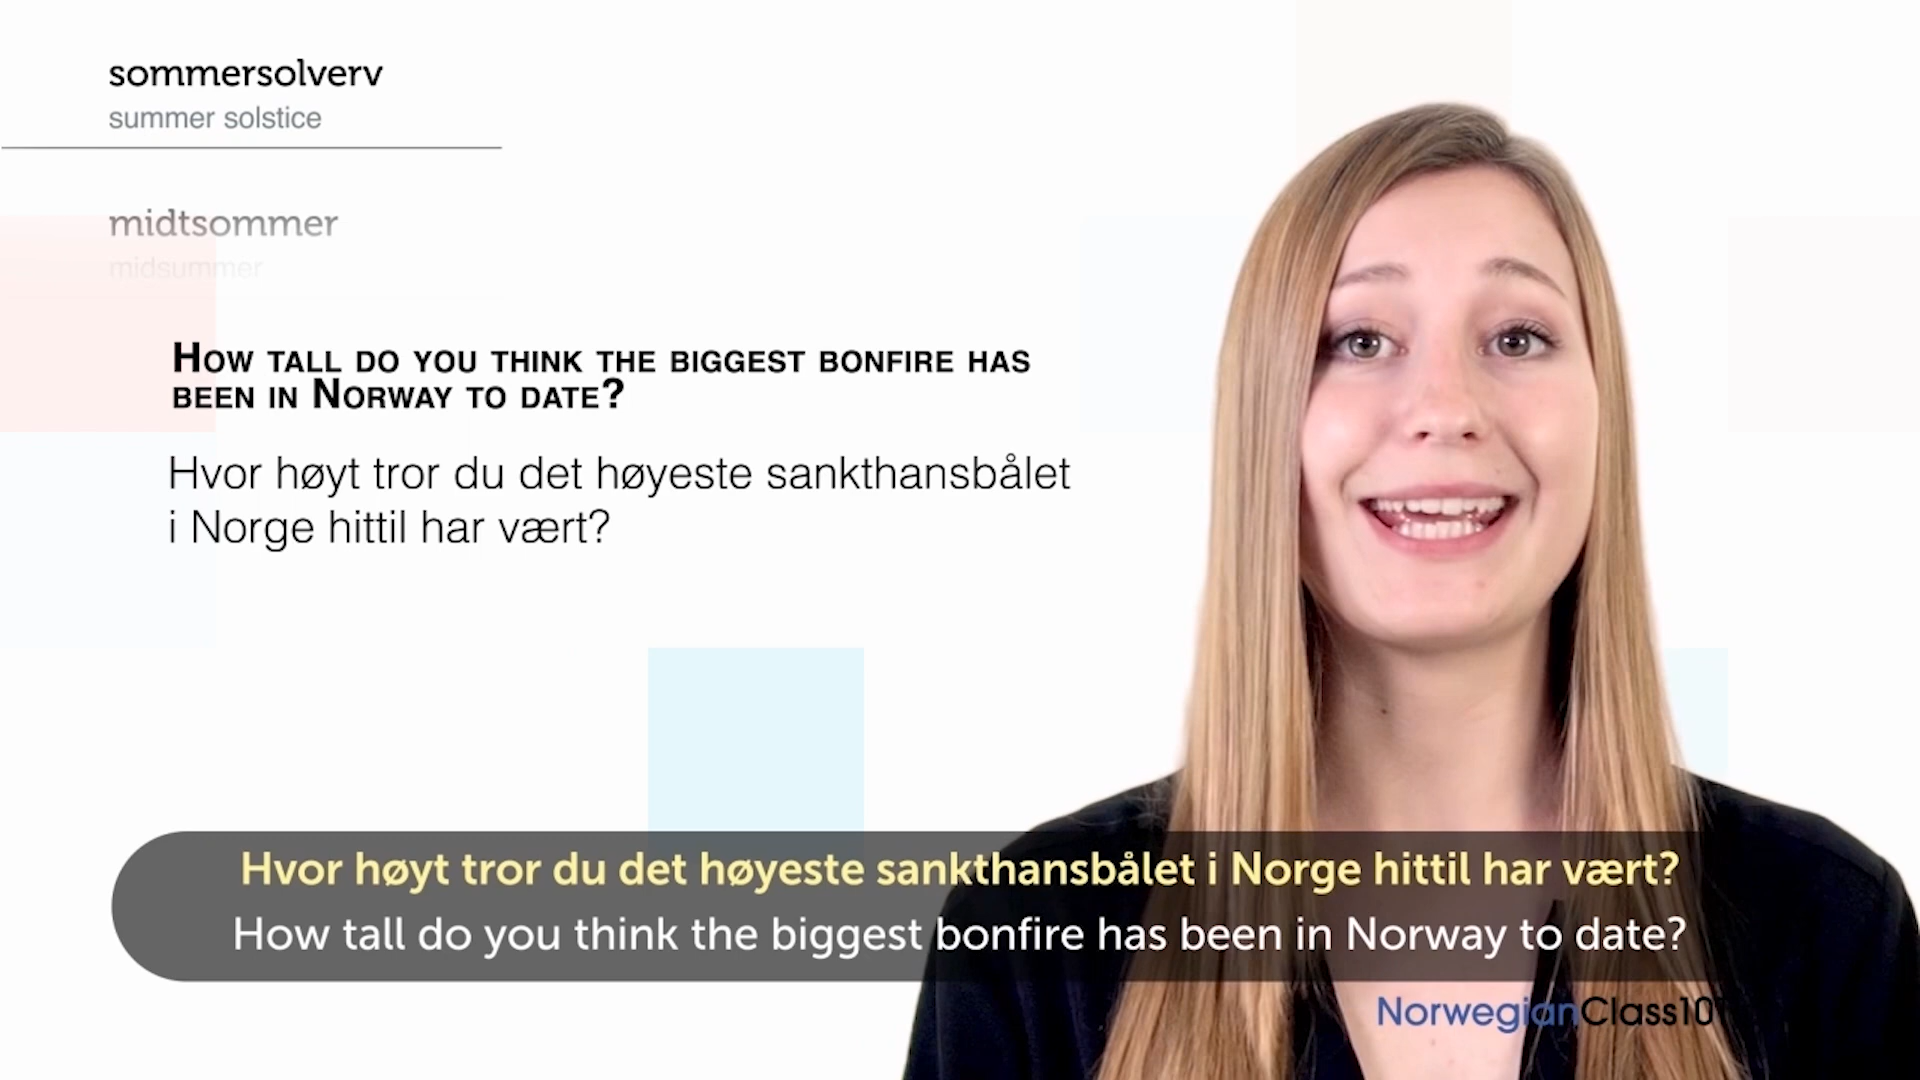 sommersolverv
summer solstice
midtsommer
midsummer
How tall do you think the biggest bonfire has
been in Norway to date?
Hvor høyt tror du det høyeste sankthansbålet
i Norge hittil har vært?
Hvor høyt tror du det høyeste sankthansbålet i Norge hittil har vært?
How tall do you think the biggest bonfire has been in Norway to date?
NorwegianClass101